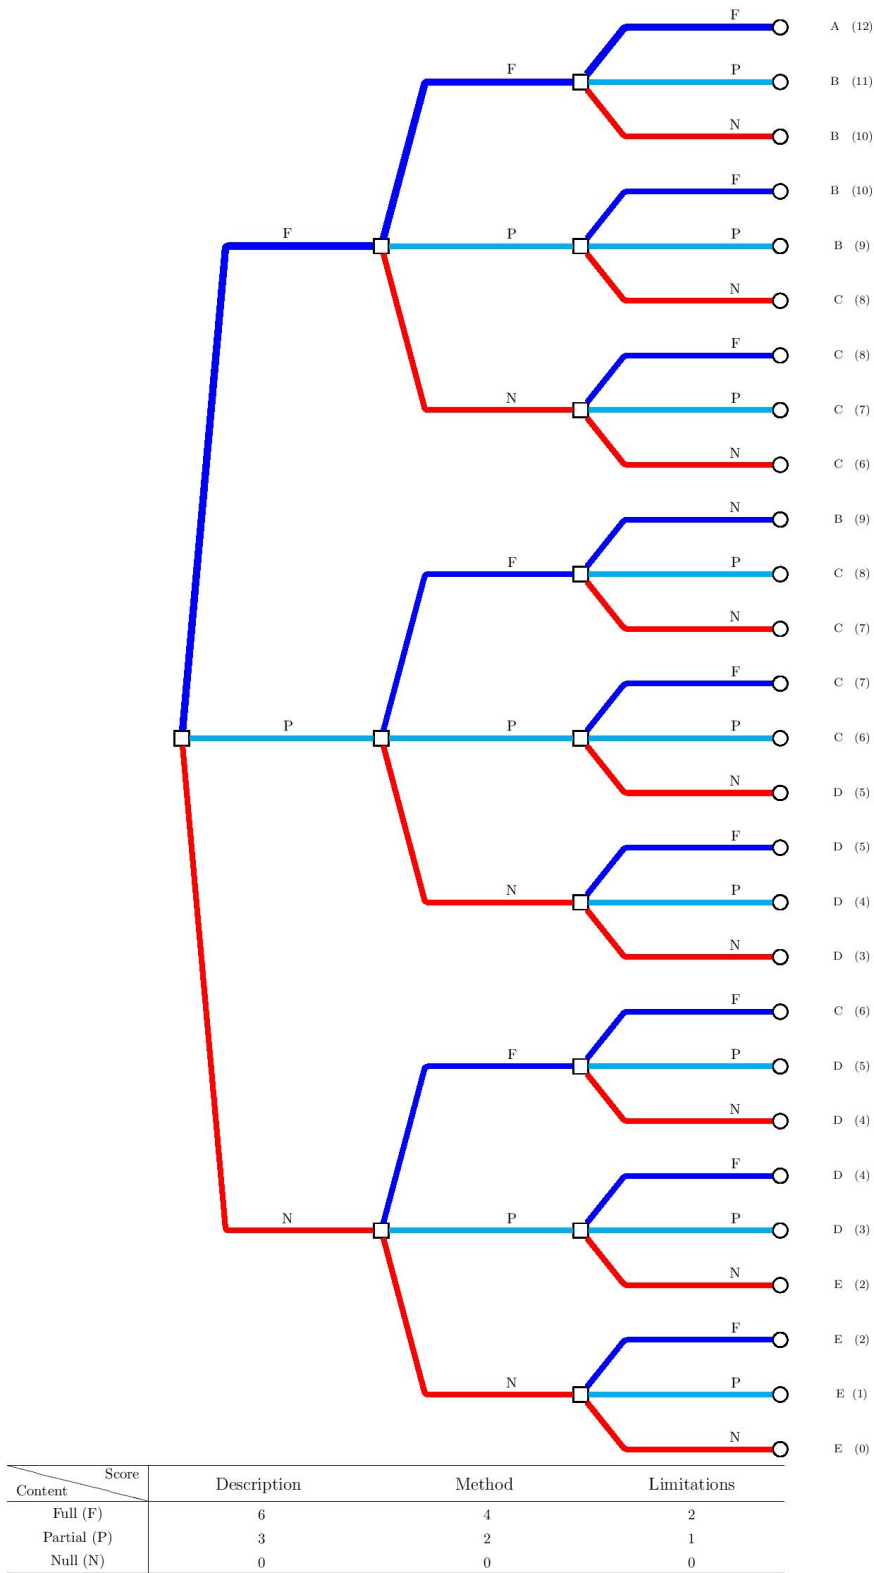 F A (12)
F P B (11)
N B (10)
F B (10)
F P P B (9)
N C (8)
F C (8)
N P C (7)
N C (6)
N B (9)
F P C (8)
N C (7)
F C (7)
P P P C (6)
N D (5)
F D (5)
N P D (4)
N D (3)
F C (6)
F P D (5)
N D (4)
F D (4)
N P P D (3)
N E (2)
F E (2)
N P E (1)
N E (0)
Score
Content Description Method Limitations
Full (F) 6 4 2
Partial (P) 3 2 1
Null (N) 0 0 0